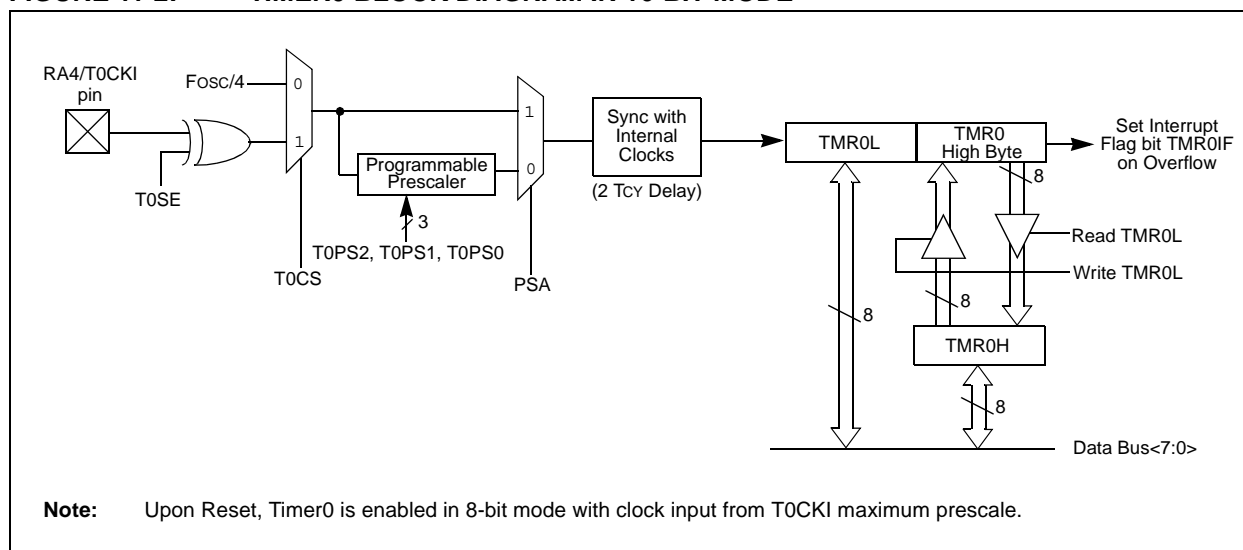 RA4/T0CKI
pin
FOSC/4
0
1
T0SE
T0CS
Programmable
Prescaler
3
T0PS2, T0PS1, T0PS0
1
0
PSA
Sync with
Internal
Clocks
(2 TCY Delay)
TMR0L
TMR0
High Byte
Set Interrupt
Flag bit TMR0IF
on Overflow
8
Read TMR0L
Write TMR0L
8
8
TMR0H
8
Data Bus<7:0>
Note: Upon Reset, Timer0 is enabled in 8-bit mode with clock input from T0CKI maximum prescale.